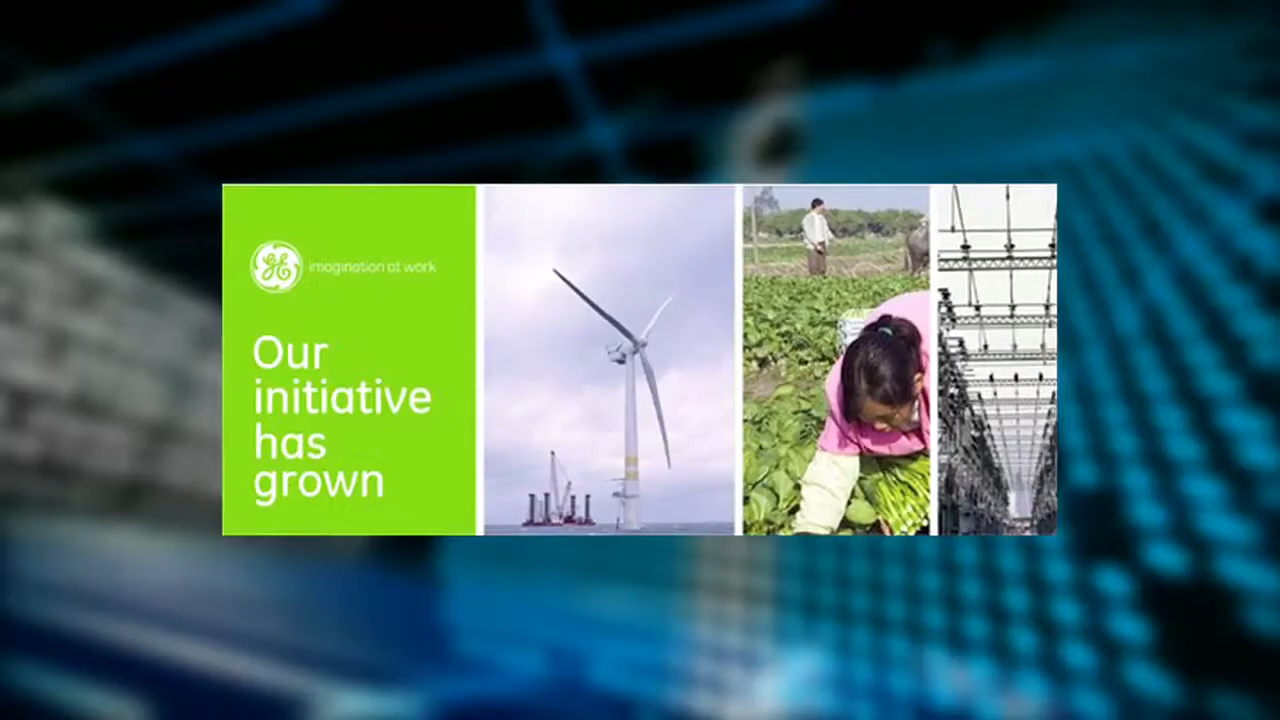 GE imagination at work
Our
initiative
has
grown